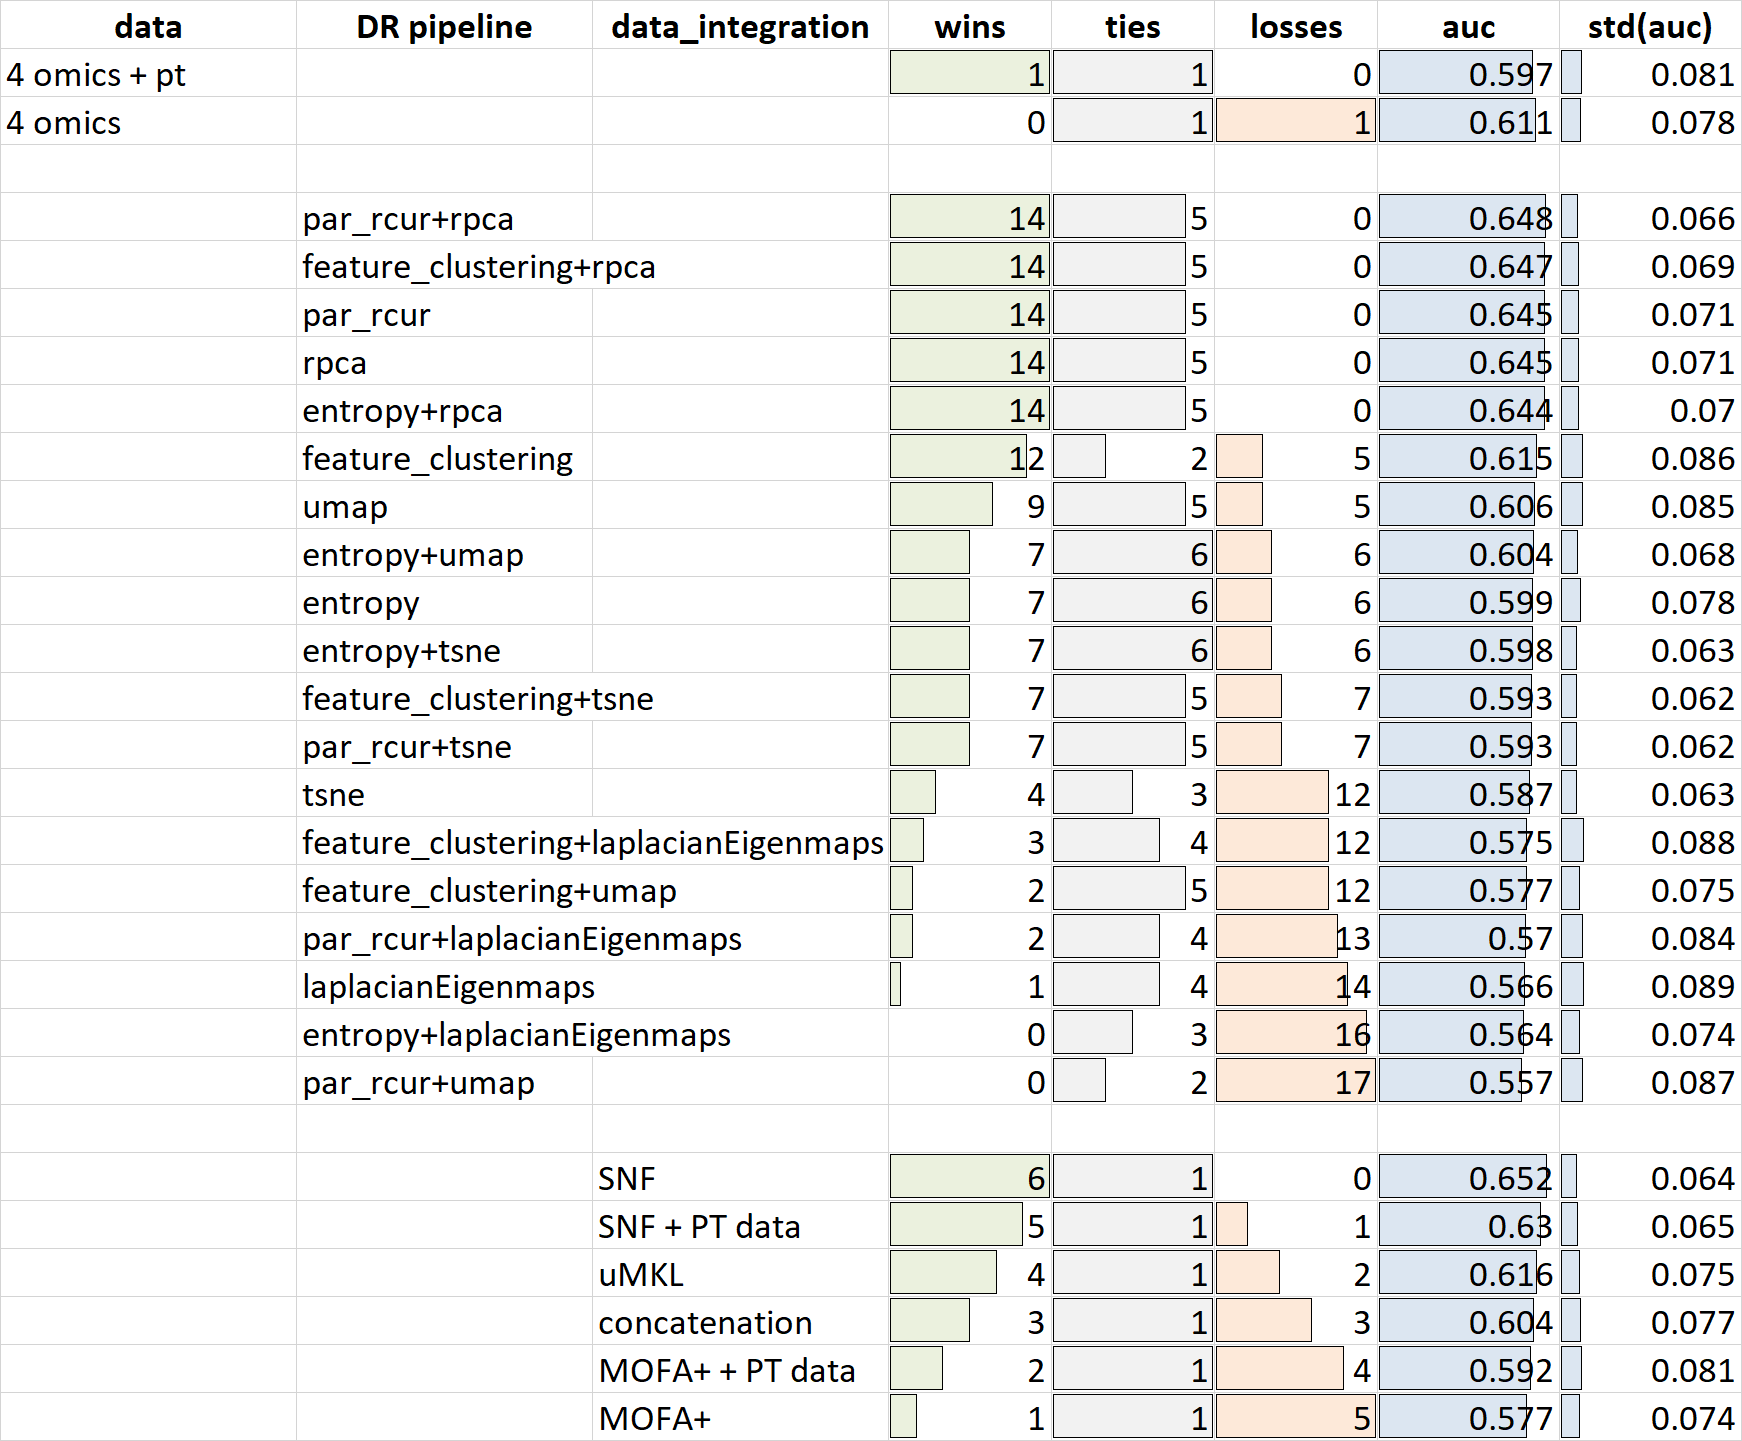 data DR pipeline data_integration wins ties losses auc std(auc)
4 omics + pt 1 1 0 0.597 0.081
4 omics 0 1 1 0.611 0.078
par_rcur+rpca 14 5 0 0.648 0.066
feature_clustering+rpca 14 5 0 0.647 0.069
par_rcur 14 5 0 0.645 0.071
rpca 14 5 0 0.645 0.071
entropy+rpca 14 5 0 0.644 0.07
feature_clustering 12 2 5 0.615 0.086
umap 9 5 5 0.606 0.085
entropy+umap 7 6 6 0.604 0.068
entropy 7 6 6 0.599 0.078
entropy+tsne 7 6 6 0.598 0.063
feature_clustering+tsne 7 5 7 0.593 0.062
par_rcur+tsne 7 5 7 0.593 0.062
tsne 4 3 12 0.587 0.063
feature_clustering+laplacianEigenmaps 3 4 12 0.575 0.088
feature_clustering+umap 2 5 12 0.577 0.075
par_rcur+laplacianEigenmaps 2 4 13 0.57 0.084
laplacianEigenmaps 1 4 14 0.566 0.089
entropy+laplacianEigenmaps 0 3 16 0.564 0.074
par_rcur+umap 0 2 17 0.557 0.087
SNF 6 1 0 0.652 0.064
SNF + PT data 5 1 1 0.63 0.065
uMKL 4 1 2 0.616 0.075
concatenation 3 1 3 0.604 0.077
MOFA+ + PT data 2 1 4 0.592 0.081
MOFA+ 1 1 5 0.577 0.074